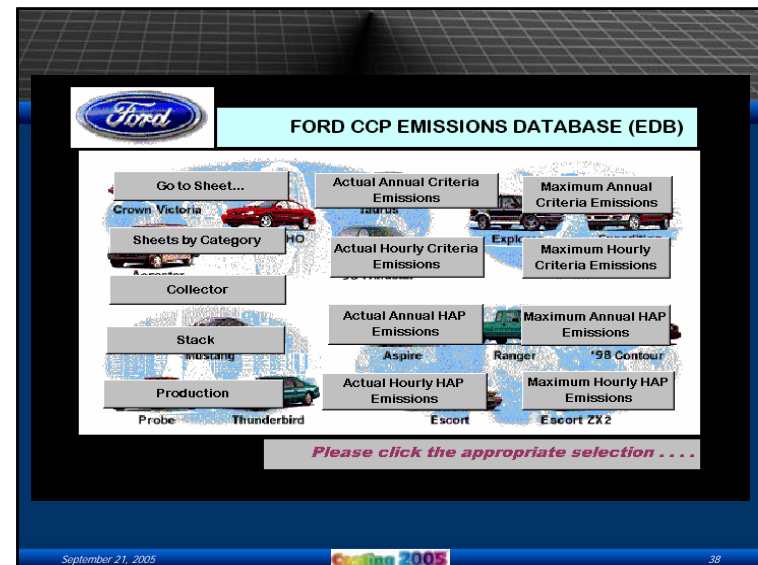 Ford
FORD CCP EMISSIONS DATABASE (EDB)
Go to Sheet...
Actual Annual Criteria
Emissions
Maximum Annual
Criteria Emissions
Crown Victoria
Taurus
Sheets by Category
HO
Actual Hourly Criteria
Emissions
Maximum Hourly
Criteria Emissions
Collector
Actual Annual HAP
Emissions
Maximum Annual HAP
Emissions
Stack
Mustang
Aspire
Ranger
'98 Contour
Production
Actual Hourly HAP
Emissions
Maximum Hourly HAP
Emissions
Probe
Thunderbird
Escort
Escort ZX2
Please click the appropriate selection . . . .
September 21, 2005
Coating 2005
38